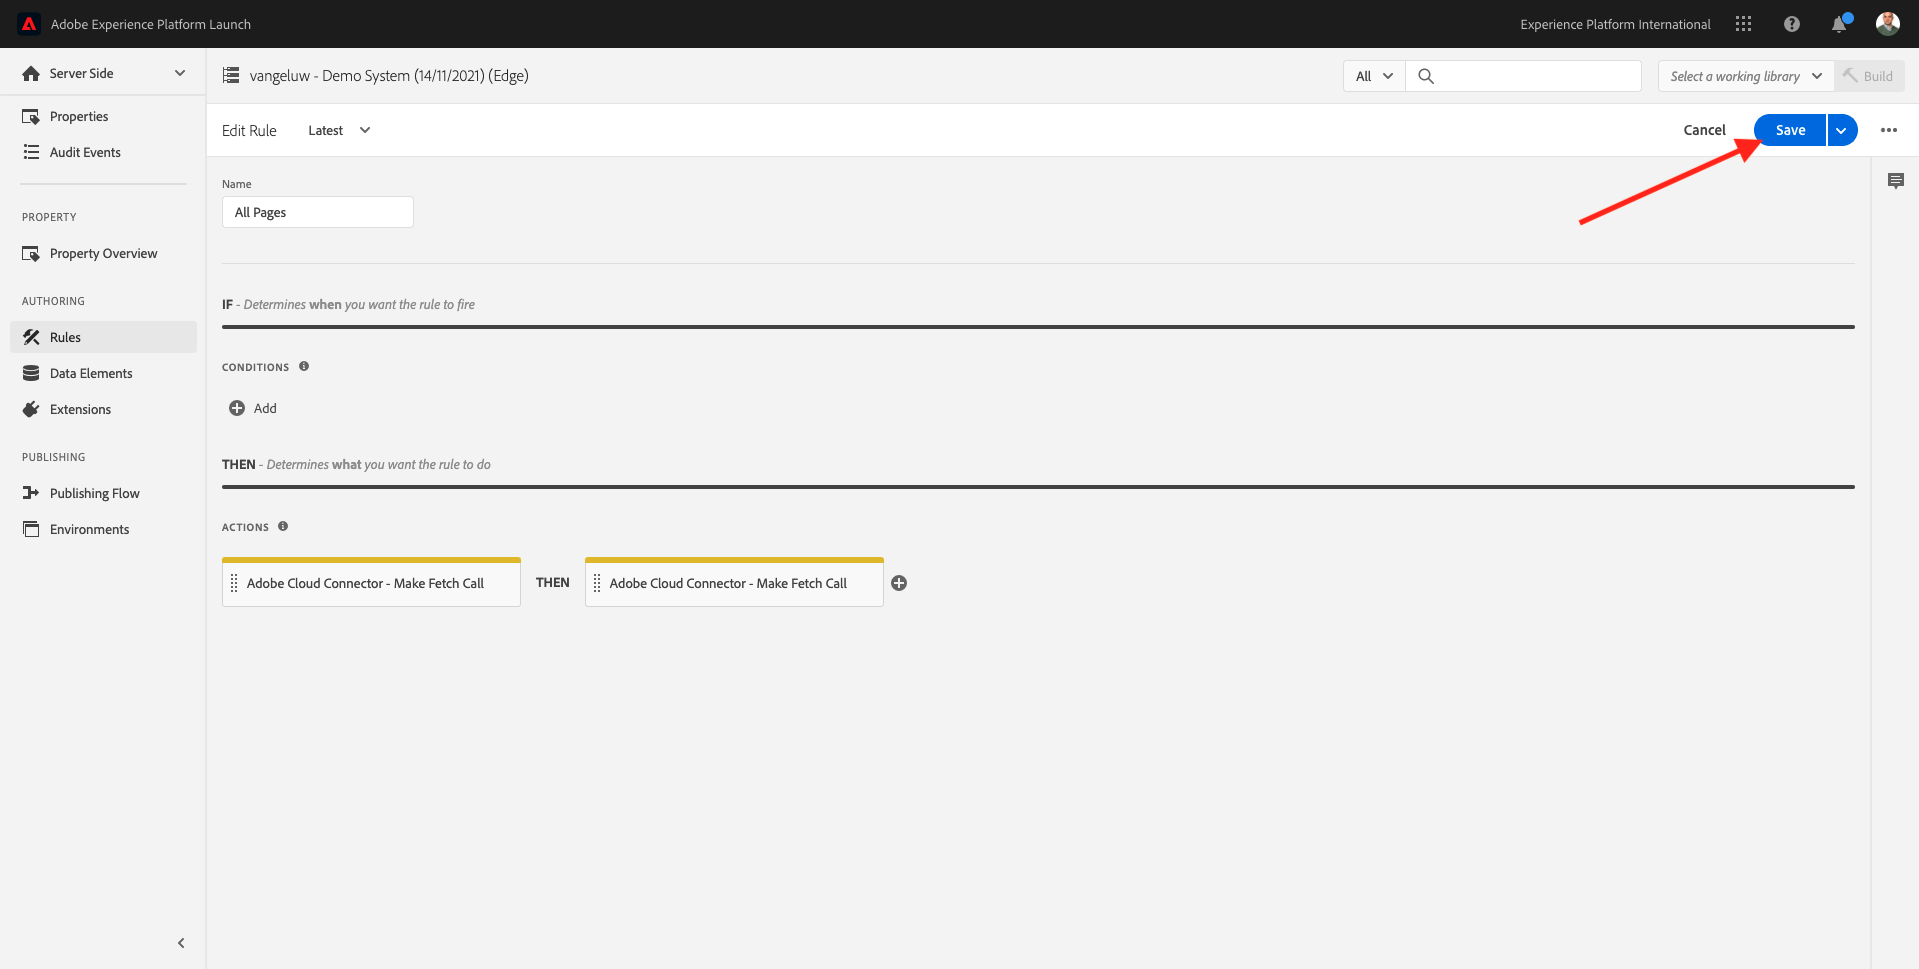 Adobe Experience Platform Launch
Experience Platform International
Server Side
vangeluw - Demo System (14/11/2021) (Edge)
All
Select a working library
Build
Properties
Audit Events
PROPERTY
Property Overview
AUTHORING
Rules
Data Elements
Extensions
PUBLISHING
Publishing Flow
Environments
Edit Rule
Latest
Cancel
Save
Name
All Pages
IF - Determines when you want the rule to fire
CONDITIONS
Add
THEN - Determines what you want the rule to do
ACTIONS
Adobe Cloud Connector - Make Fetch Call
THEN
Adobe Cloud Connector - Make Fetch Call